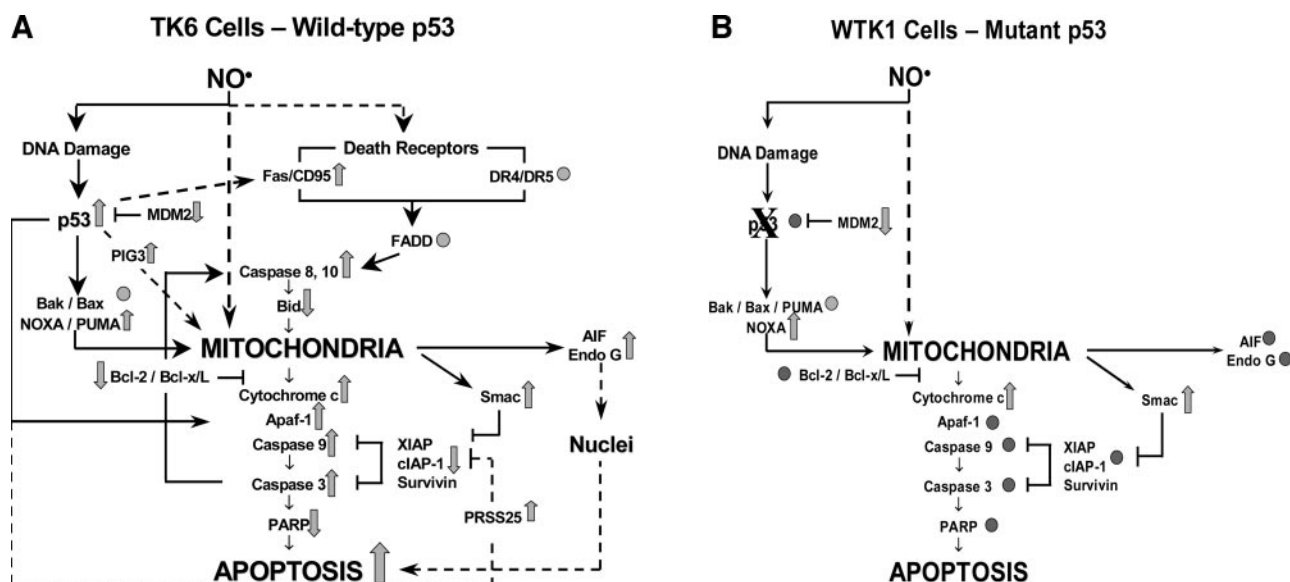 A
TK6 Cells – Wild-type p53
NO•
DNA Damage
Death Receptors
Fas/CD95
DR4/DR5
p53
MDM2
FADD
PIG3
Caspase 8, 10
Bak / Bax
NOXA / PUMA
Bid
MITOCHONDRIA
AIF
Endo G
Bcl-2 / Bcl-x/L
Cytochrome c
Smac
Apaf-1
Caspase 9
XIAP
cIAP-1
Survivin
Nuclei
Caspase 3
PRSS25
PARP
APOPTOSIS
B
WTK1 Cells – Mutant p53
NO•
DNA Damage
p53
X
MDM2
Bak / Bax / PUMA
NOXA
MITOCHONDRIA
AIF
Endo G
Bcl-2 / Bcl-x/L
Cytochrome c
Smac
Apaf-1
Caspase 9
XIAP
cIAP-1
Survivin
Caspase 3
PARP
APOPTOSIS